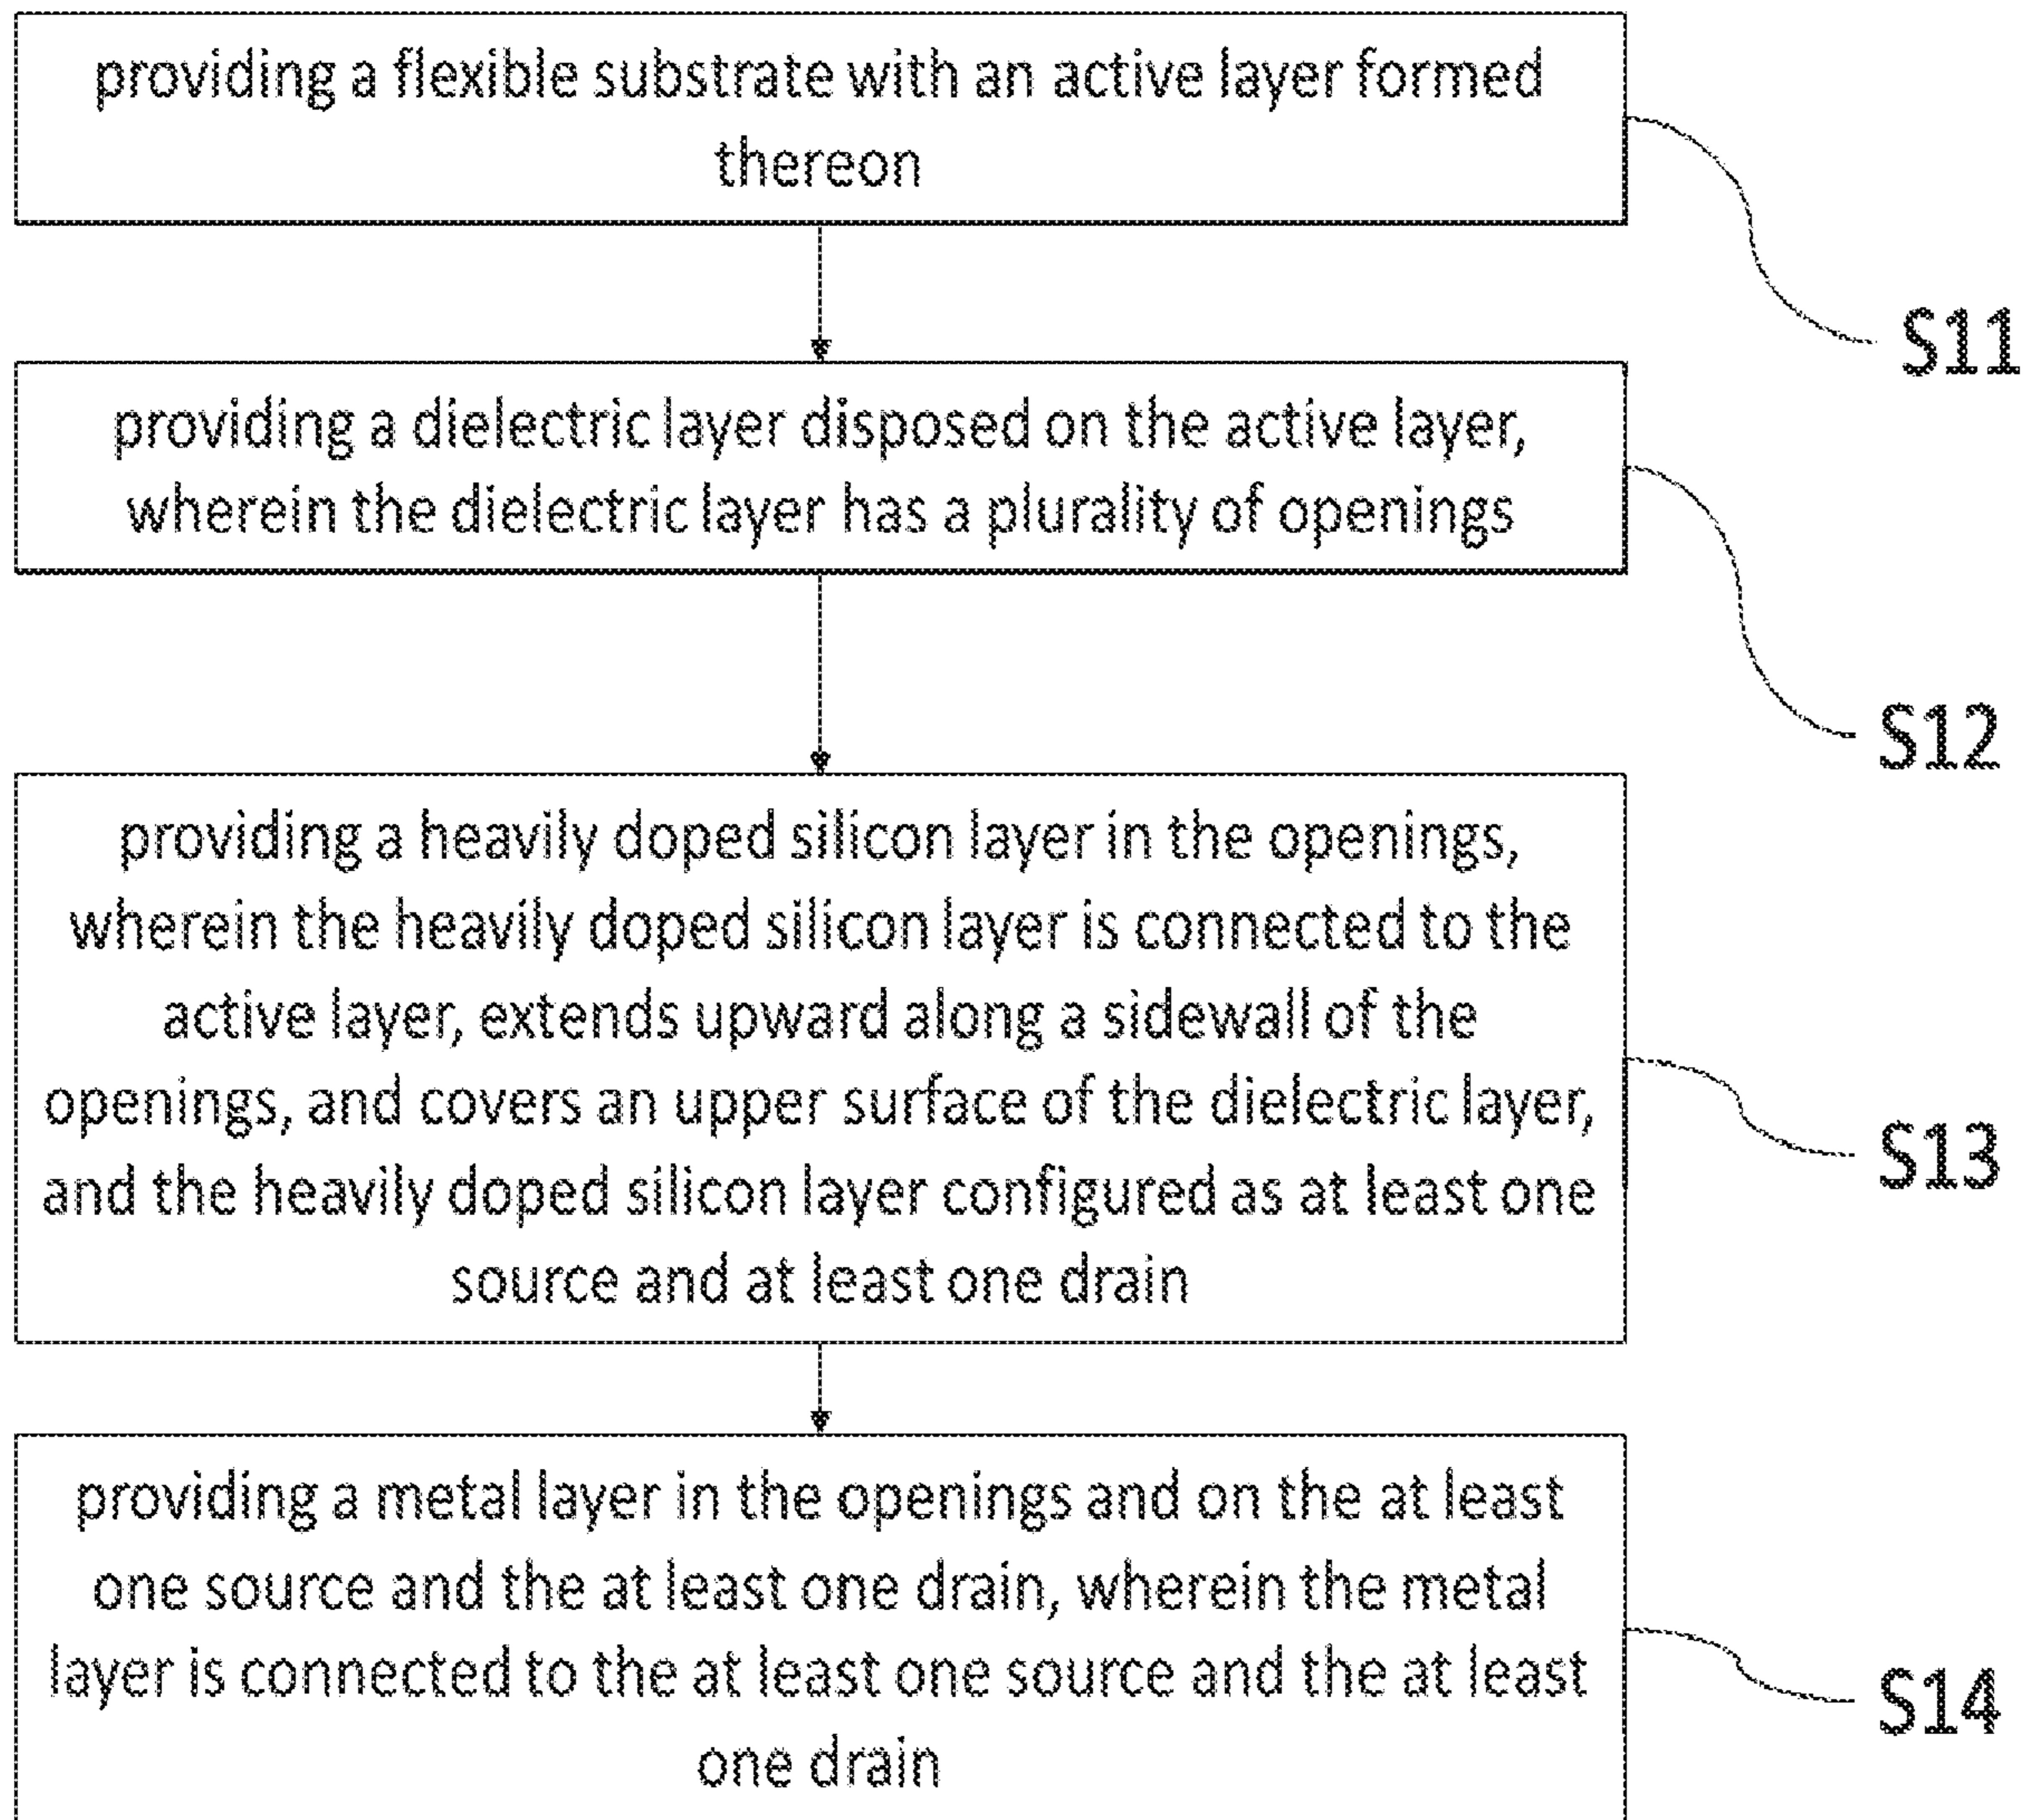 providing a flexible substrate with an active layer formed
thereon
S11
providing a dielectric layer disposed on the active layer,
wherein the dielectric layer has a plurality of openings
S12
providing a heavily doped silicon layer in the openings,
wherein the heavily doped silicon layer is connected to the
active layer, extends upward along a sidewall of the
openings, and covers an upper surface of the dielectric layer,
and the heavily doped silicon layer configured as at least one
source and at least one drain
S13
providing a metal layer in the openings and on the at least
one source and the at least one drain, wherein the metal
layer is connected to the at least one source and the at least
one drain
S14